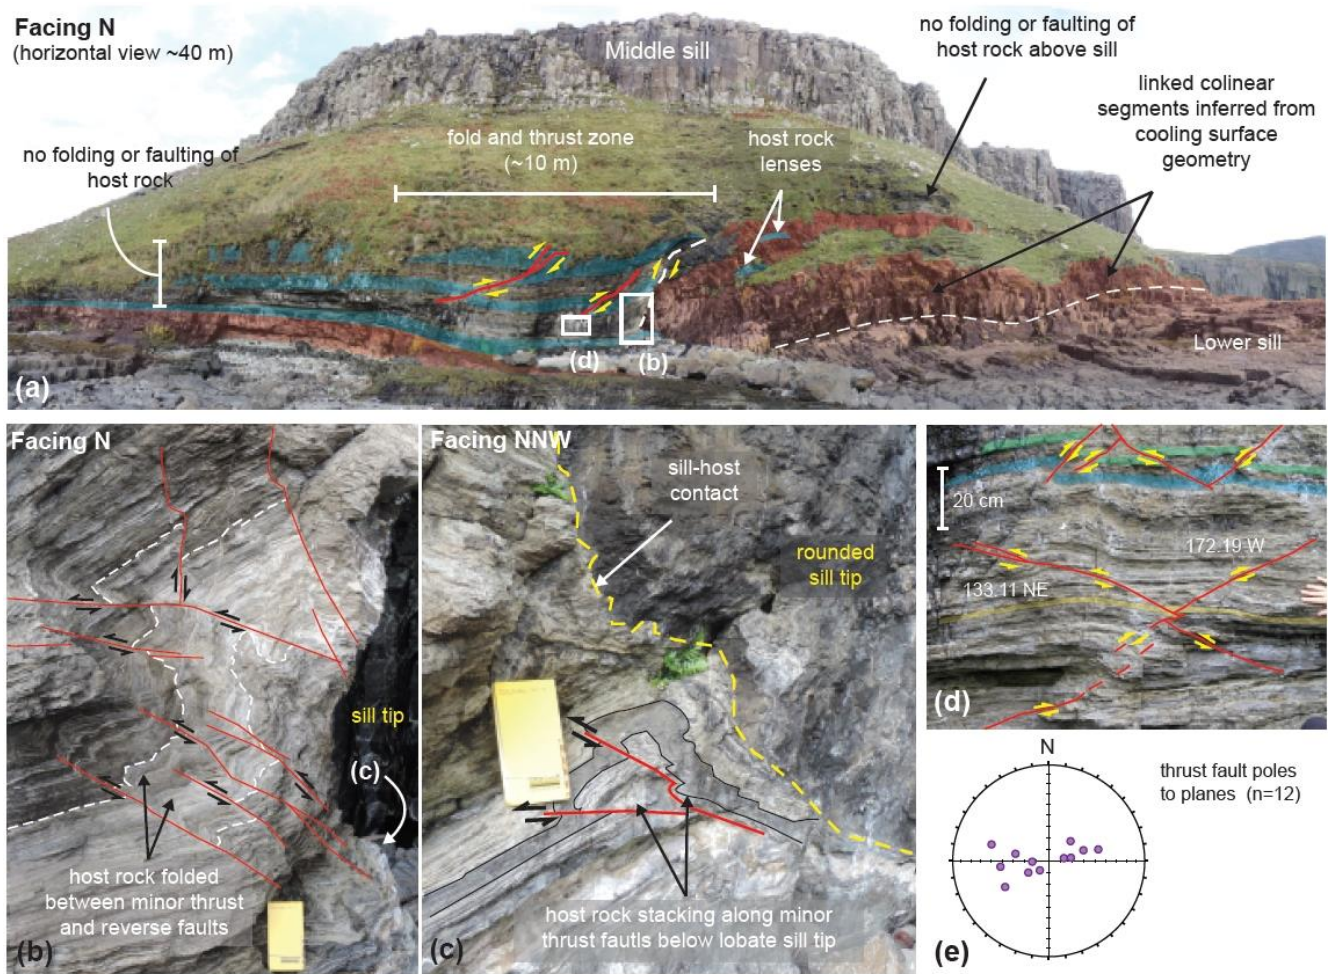 Facing N
(horizontal view ~40 m)
Middle sill
no folding or faulting of
host rock above sill
linked colinear
segments inferred from
cooling surface
geometry
no folding or faulting of
host rock
fold and thrust zone
(~10 m)
host rock
lenses
(d)
(b)
Lower sill
(a)
Facing N
sill tip
(c)
host rock folded
between minor thrust
and reverse faults
(b)
Facing NNW
sill-host
contact
rounded
sill tip
host rock stacking along minor
thrust fautls below lobate sill tip
(c)
20 cm
172.19 W
133.11 NE
(d)
N
thrust fault poles
to planes (n=12)
(e)